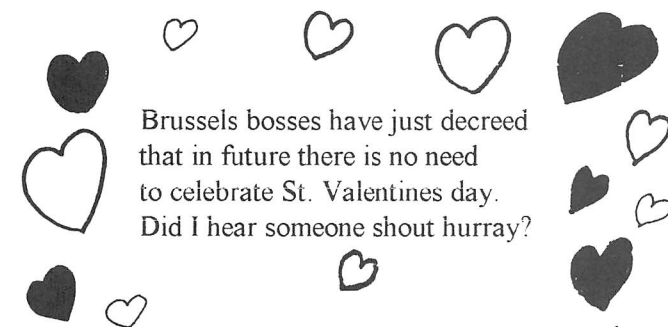 Brussels bosses have just decreed
that in future there is no need
to celebrate St. Valentines day.
Did I hear someone shout hurray?